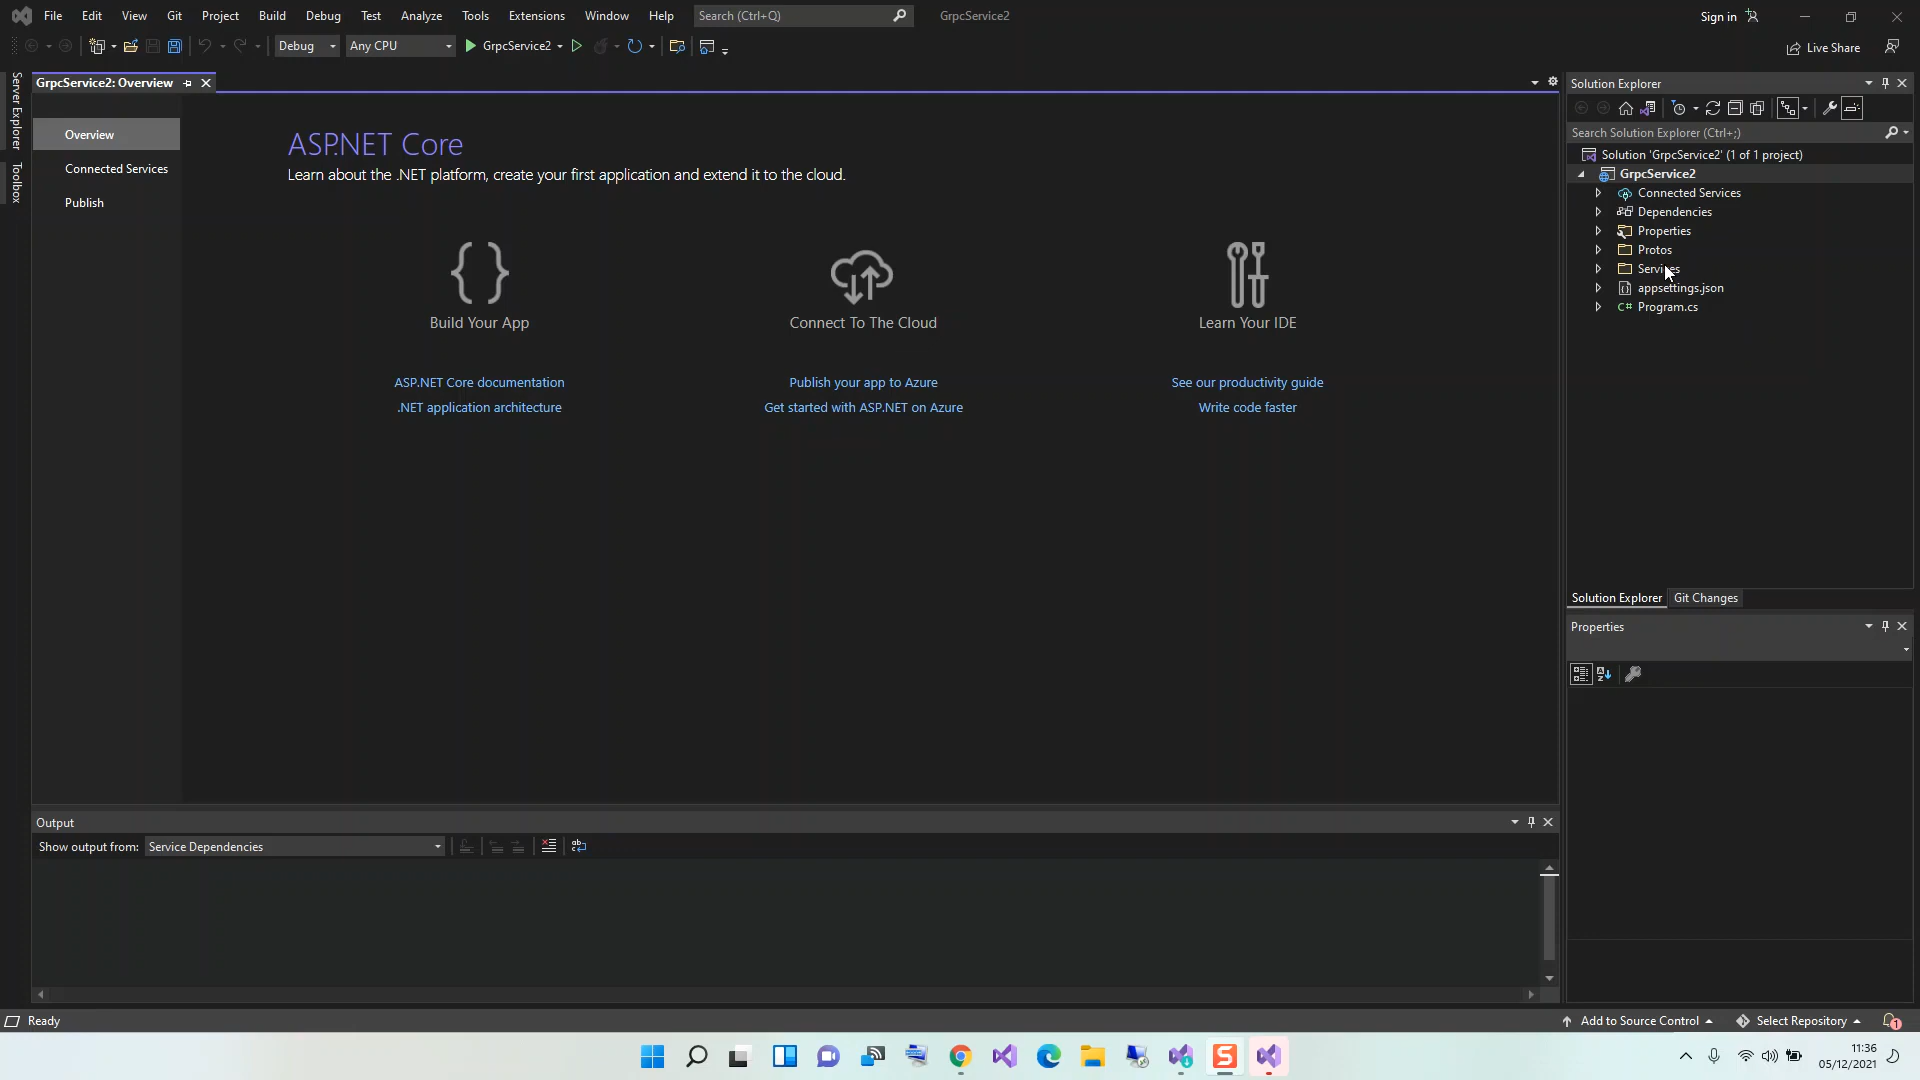 File Edit View Git Project Build Debug Test Analyze Tools Extensions Window Help Search (Ctrl+Q) GrpcService2 Sign in
Debug Any CPU GrpcService2 Live Share
Server Explorer
Toolbox
GrpcService2: Overview
Overview
Connected Services
Publish
ASP.NET Core
Learn about the .NET platform, create your first application and extend it to the cloud.
Build Your App
ASP.NET Core documentation
.NET application architecture
Connect To The Cloud
Publish your app to Azure
Get started with ASP.NET on Azure
Learn Your IDE
See our productivity guide
Write code faster
Solution Explorer
Search Solution Explorer (Ctrl+;)
Solution 'GrpcService2' (1 of 1 project)
GrpcService2
Connected Services
Dependencies
Properties
Protos
Services
appsettings.json
C# Program.cs
Solution Explorer Git Changes
Properties
Output
Show output from: Service Dependencies
Ready Add to Source Control Select Repository 1
11:36
05/12/2021